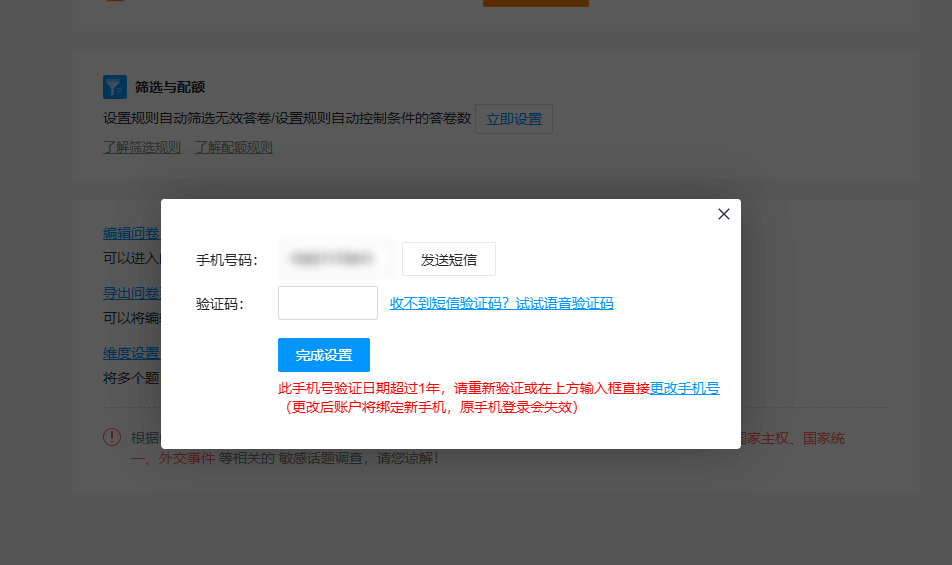 筛选与配额
设置规则自动筛选无效答卷/设置规则自动控制条件的答卷数 立即设置
了解筛选规则 了解配额规则
手机号码： 发送短信
验证码： 收不到短信验证码？试试语音验证码
完成设置
此手机号验证日期超过1年，请重新验证或在上方输入框直接更改手机号
（更改后账户将绑定新手机，原手机登录会失效）
编辑问卷
可以进入
导出问卷
可以将编
维度设置
将多个题
根据 国家主权、国家统
一、外交事件 等相关的 敏感话题调查，请您谅解！